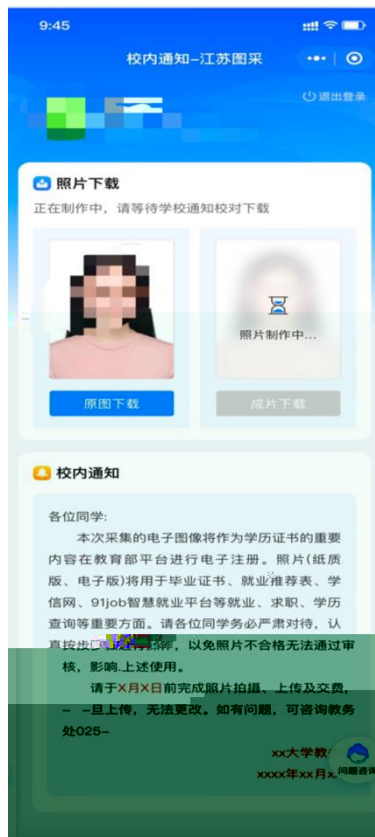 9:45
校内通知-江苏图采
退出登录
照片下载
正在制作中，请等待学校通知校对下载
照片制作中...
原图下载
成片下载
校内通知
各位同学:
本次采集的电子图像将作为学历证书的重要
内容在教育部平台进行电子注册。照片(纸质
版、电子版)将用于毕业证书、就业推荐表、学
信网、91job智慧就业平台等就业、求职、学历
查询等重要方面。请各位同学务必严肃对待，认
真按步
，以免照片不合格无法通过审
核，影响.上述使用。
请于X月X日前完成照片拍摄、上传及交费，
- -旦上传，无法更改。如有问题，可咨询教务
处025-
xx大学教
xxxx年xx月x
问题咨询